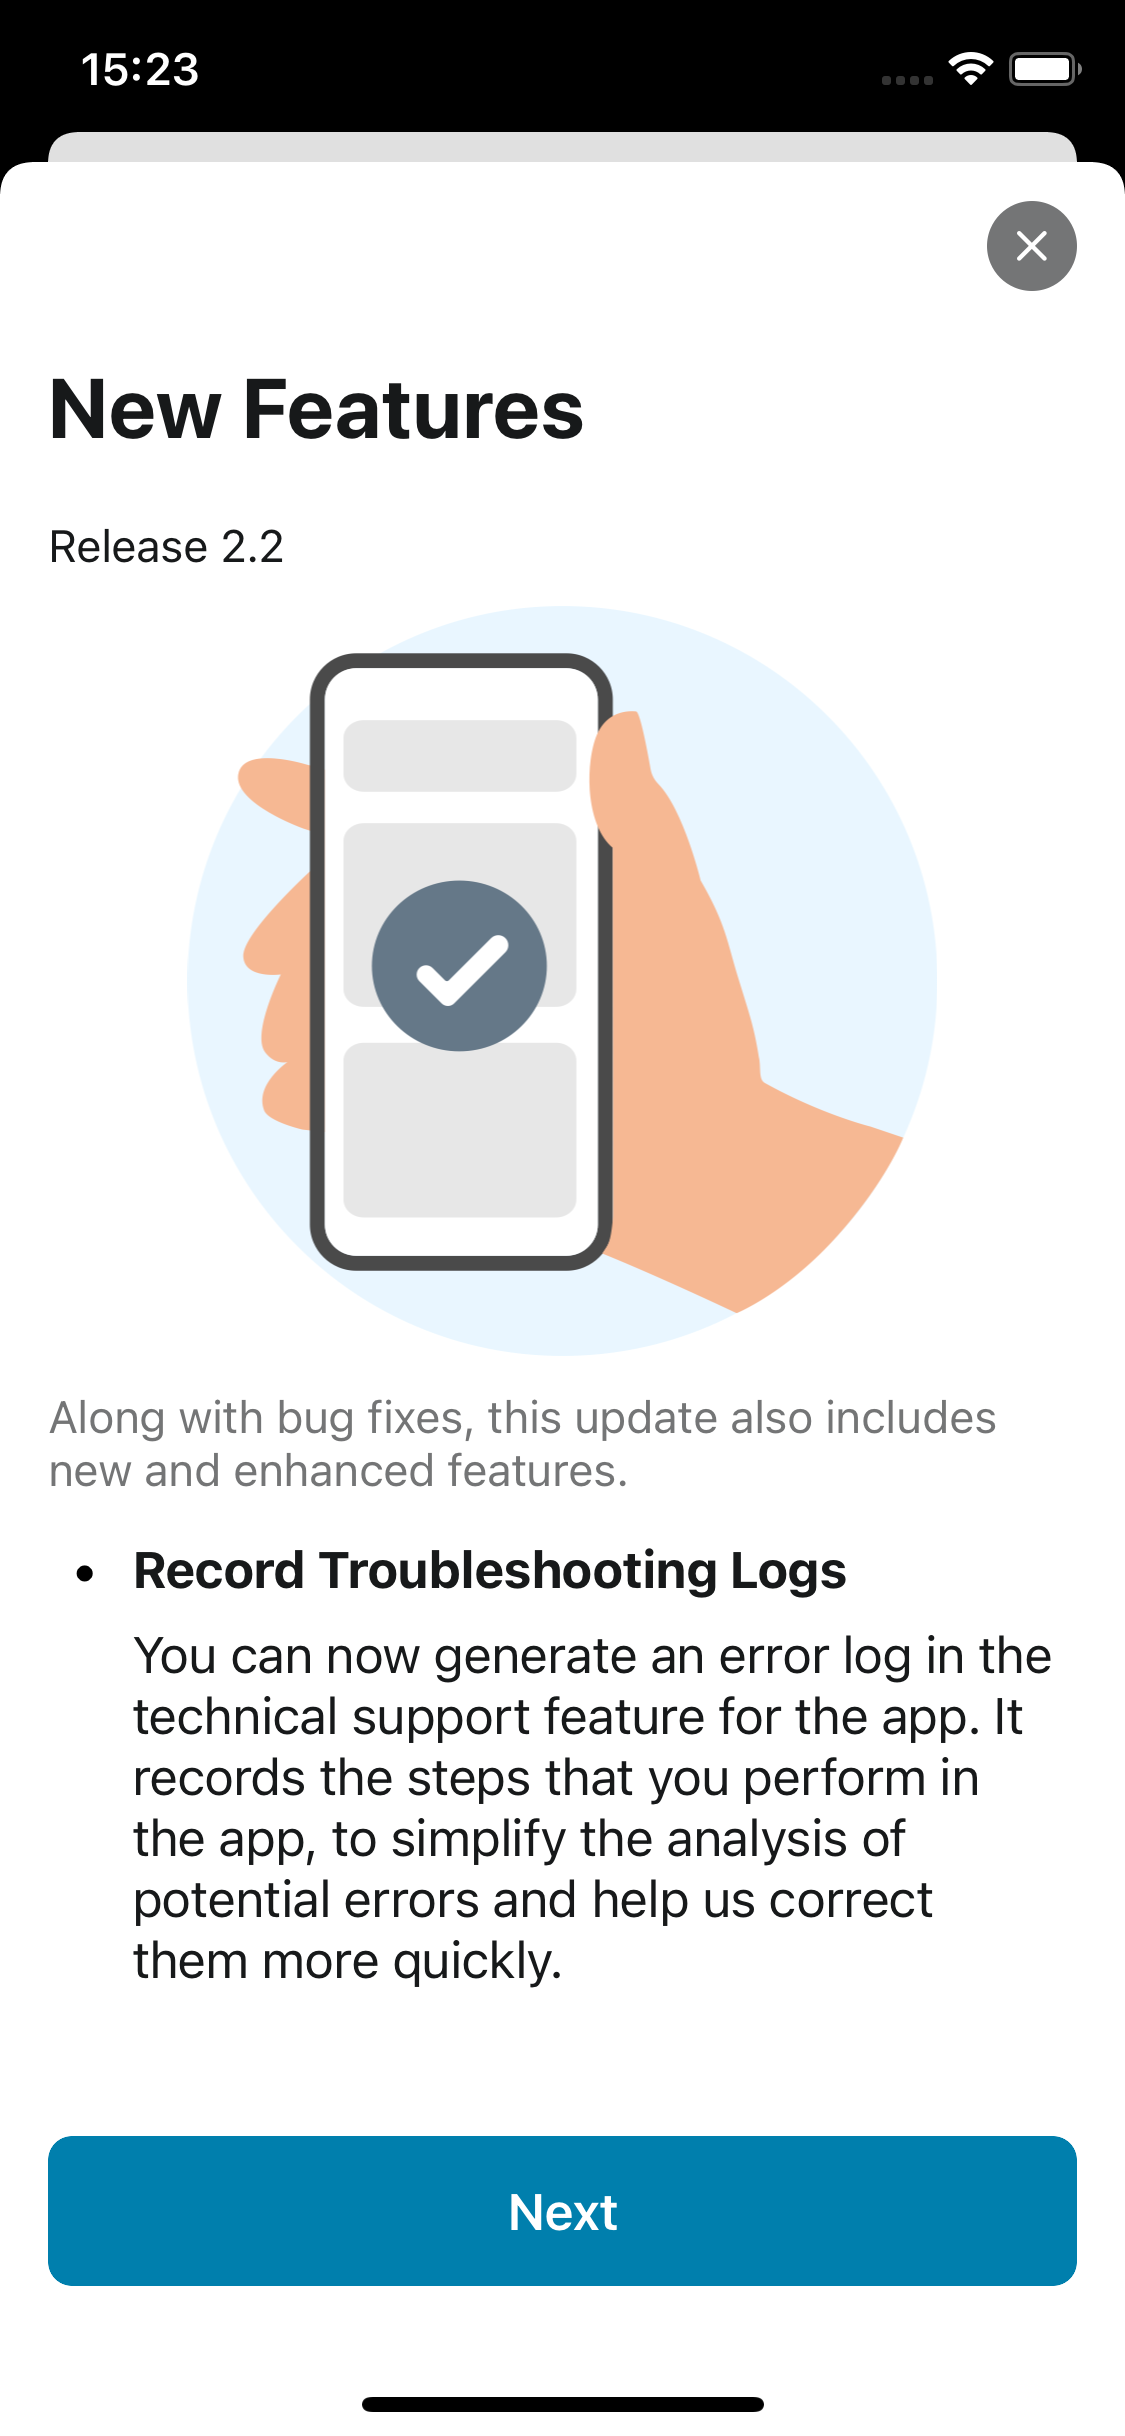 15:23
New Features
Release 2.2
Along with bug fixes, this update also includes
new and enhanced features.
• Record Troubleshooting Logs
You can now generate an error log in the
technical support feature for the app. It
records the steps that you perform in
the app, to simplify the analysis of
potential errors and help us correct
them more quickly.
Next